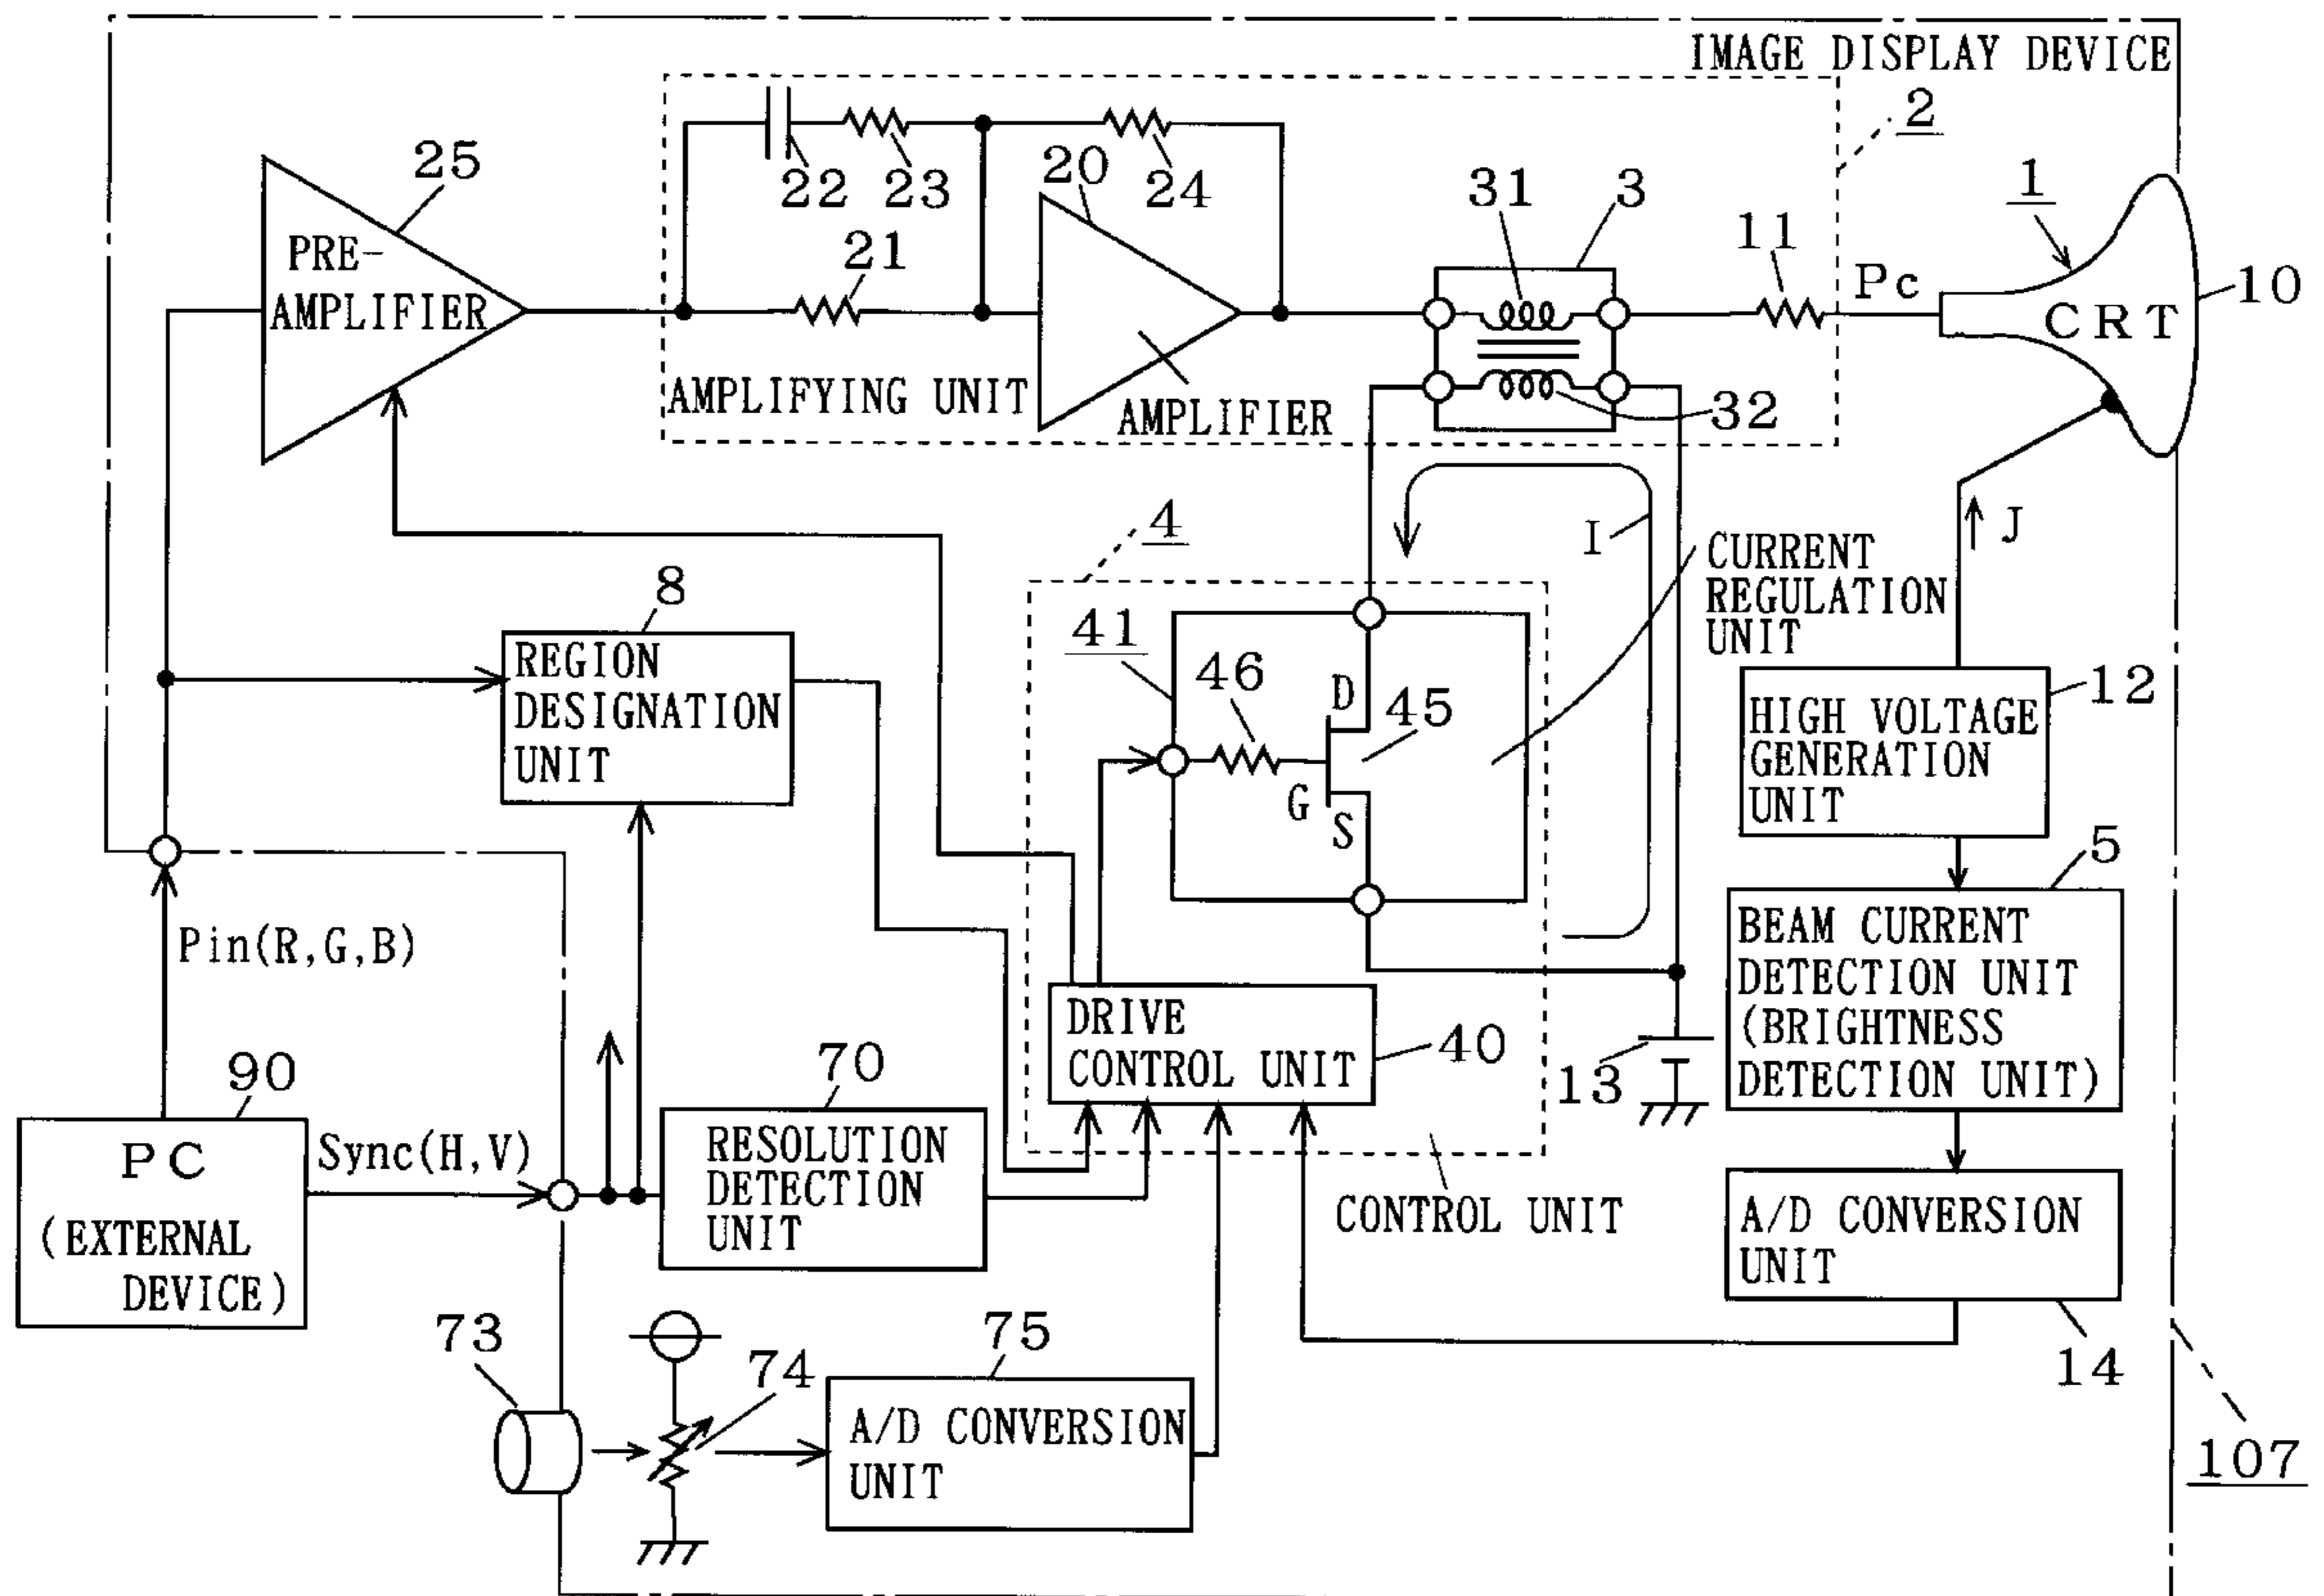 IMAGE DISPLAY DEVICE
2
25
22
23
20
24
31
3
1
PRE-
AMPLIFIER
21
11
Pc
CRT
10
AMPLIFYING UNIT
AMPLIFIER
32
4
I
J
CURRENT
REGULATION
UNIT
8
REGION
DESIGNATION
UNIT
41
46
D
45
G
S
12
HIGH VOLTAGE
GENERATION
UNIT
5
Pin(R,G,B)
BEAM CURRENT
DETECTION UNIT
(BRIGHTNESS
DETECTION UNIT)
DRIVE
CONTROL UNIT
40
13
90
PC
(EXTERNAL
DEVICE)
Sync(H,V)
70
RESOLUTION
DETECTION
UNIT
CONTROL UNIT
A/D CONVERSION
UNIT
14
73
74
75
A/D CONVERSION
UNIT
107